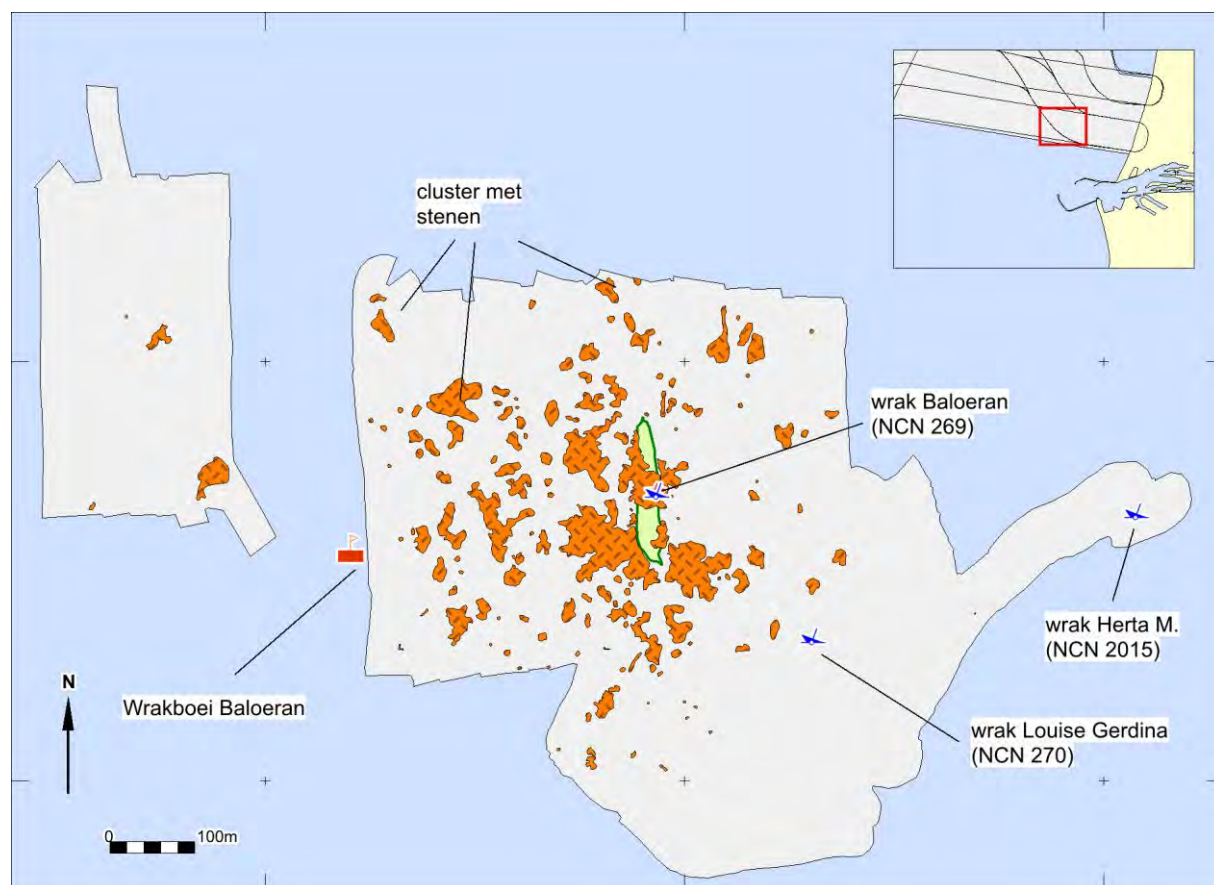 cluster met
stenen
wrak Baloeran
(NCN 269)
wrak Herta M.
(NCN 2015)
wrak Louise Gerdina
(NCN 270)
Wrakboei Baloeran
N
0 100m